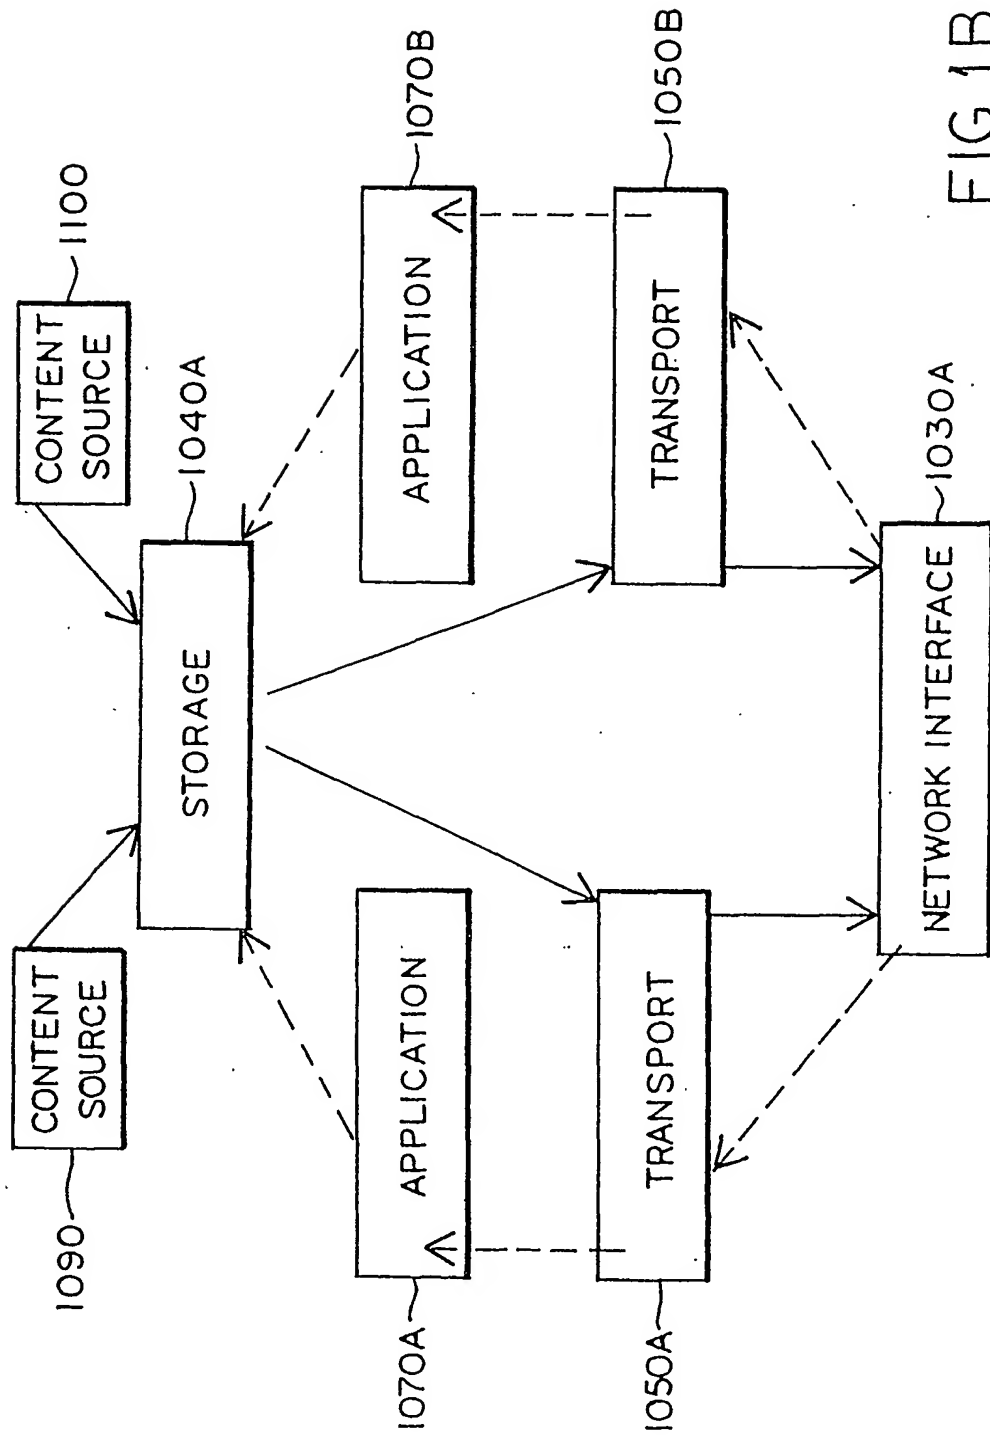 1090
CONTENT
SOURCE
CONTENT
SOURCE
1100
STORAGE
1040A
1070A
APPLICATION
APPLICATION
1070B
1050A
TRANSPORT
TRANSPORT
1050B
NETWORK INTERFACE
1030A
FIG 1B